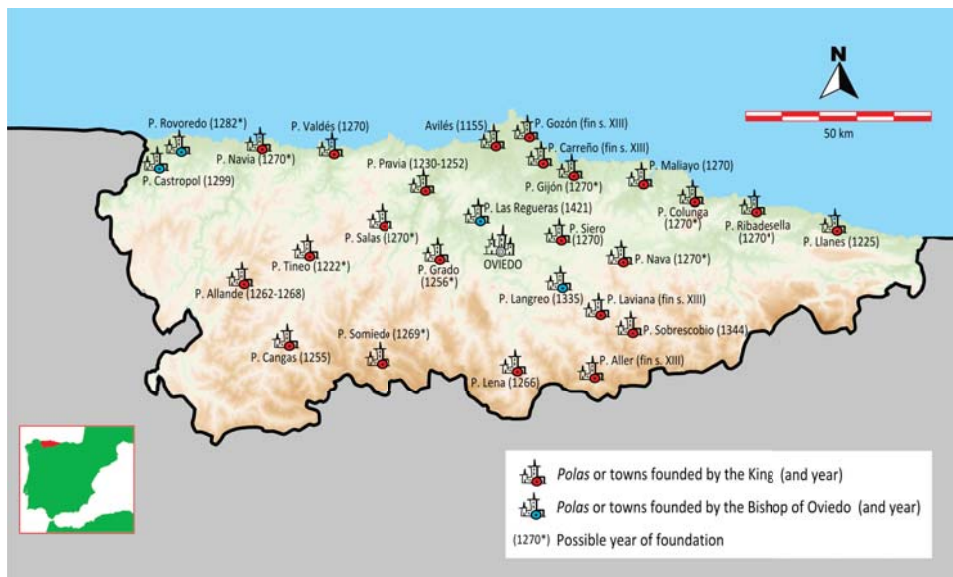 N
50 km
P. Rovoredo (1282*)
P. Castropol (1299)
P. Navia
(1270*)
P. Valdés (1270)
P. Pravia (1230-1252)
Avilés (1155)
P. Gozón (fin s. XIII)
P. Carreño (fin s. XIII)
P. Gijón (1270*)
P. Maliayo (1270)
P. Colunga
(1270*)
P. Ribadesella
(1270*)
P. Llanes (1225)
P. Las Regueras (1421)
P. Salas (1270*)
P. Siero
(1270)
OVIEDO
P. Tineo (1222*)
P. Grado
(1256*)
P. Nava (1270*)
P. Allande (1262-1268)
P. Langreo (1335)
P. Laviana (fin s. XIII)
P. Sobrescobio (1344)
P. Somiedo (1269*)
P. Cangas (1255)
P. Lena (1266)
P. Aller (fin s. XIII)
Polas or towns founded by the King (and year)
Polas or towns founded by the Bishop of Oviedo (and year)
(1270*) Possible year of foundation